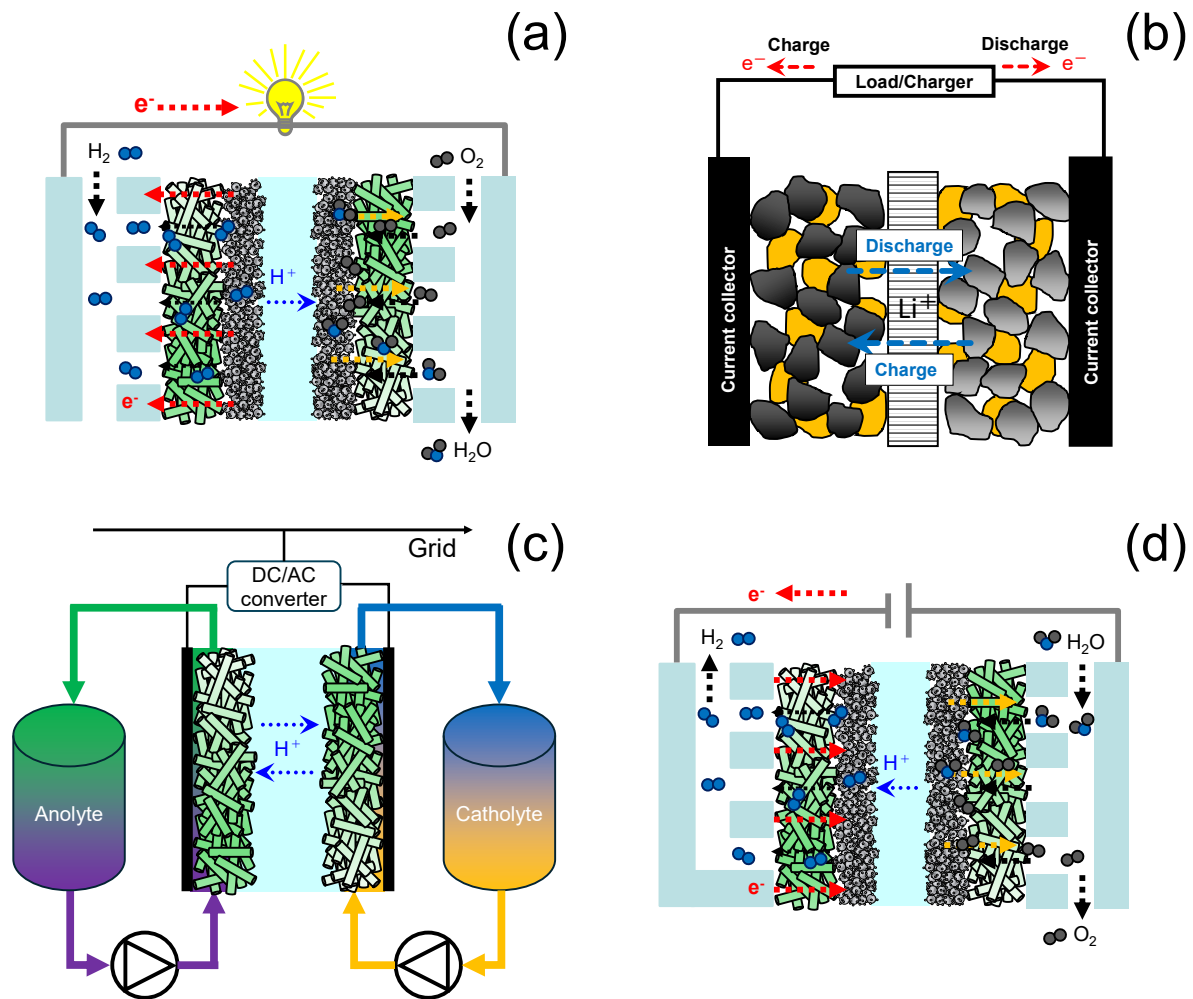 (a)
e-
H2
O2
H+
e-
H2O
(b)
Charge
Discharge
e−
e−
Load/Charger
Current collector
Discharge
Li+
Charge
Current collector
(c)
Grid
DC/AC
converter
H+
Anolyte
Catholyte
(d)
e-
H2
H2O
H+
e-
O2